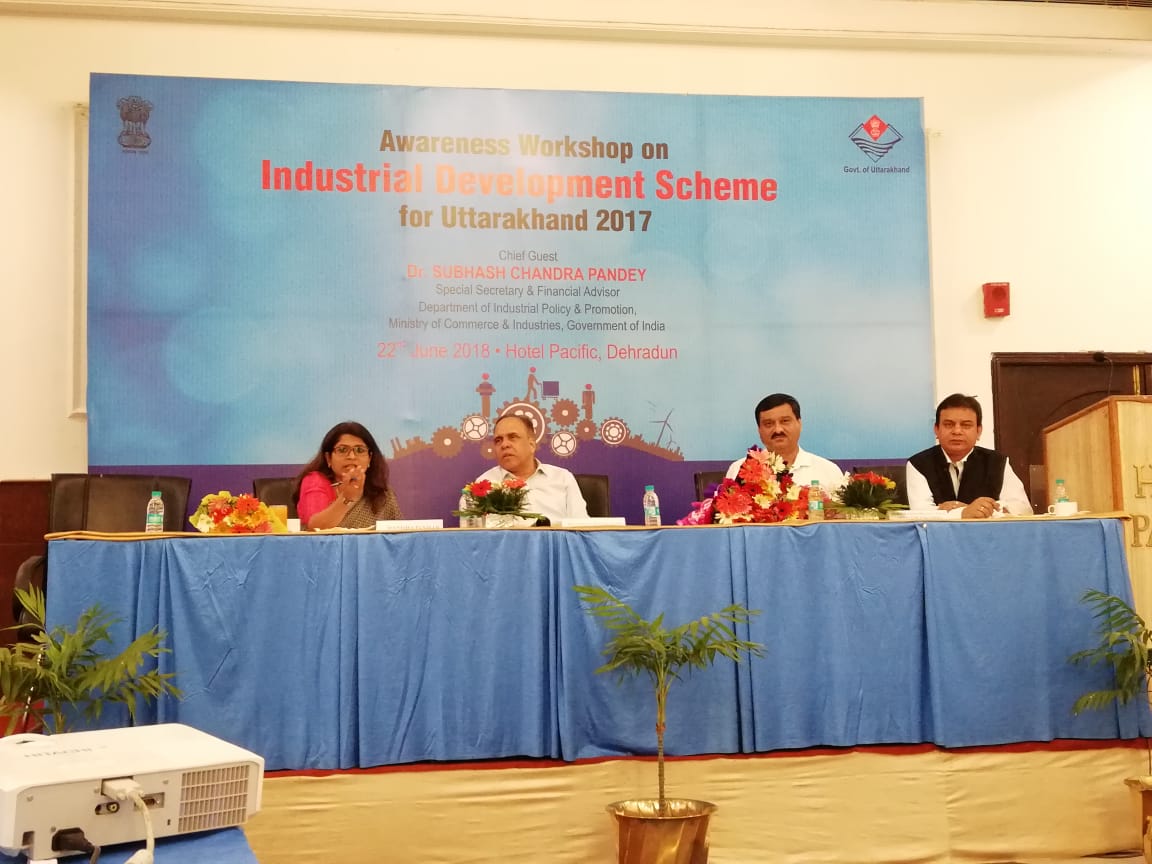 Awareness Workshop on
Industrial Development Scheme
for Uttarakhand 2017
Govt. of Uttarakhand
Chief Guest
Dr. SUBHASH CHANDRA PANDEY
Special Secretary & Financial Advisor
Department of Industrial Policy & Promotion,
Ministry of Commerce & Industries, Government of India
22nd June 2018 • Hotel Pacific, Dehradun
HITACHI